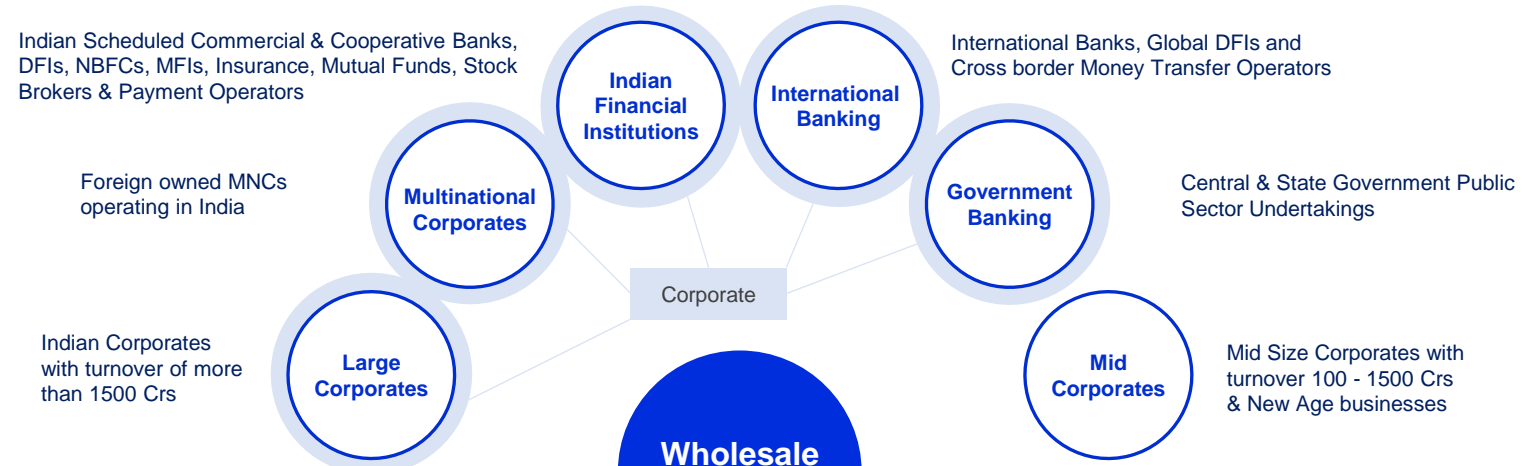 Indian Scheduled Commercial & Cooperative Banks,
DFIs, NBFCs, MFIs, Insurance, Mutual Funds, Stock
Brokers & Payment Operators
Indian
Financial
Institutions
International
Banking
International Banks, Global DFIs and
Cross border Money Transfer Operators
Foreign owned MNCs
operating in India
Multinational
Corporates
Government
Banking
Central & State Government Public
Sector Undertakings
Corporate
Indian Corporates
with turnover of more
than 1500 Crs
Large
Corporates
Mid
Corporates
Mid Size Corporates with
turnover 100 - 1500 Crs
& New Age businesses
Wholesale